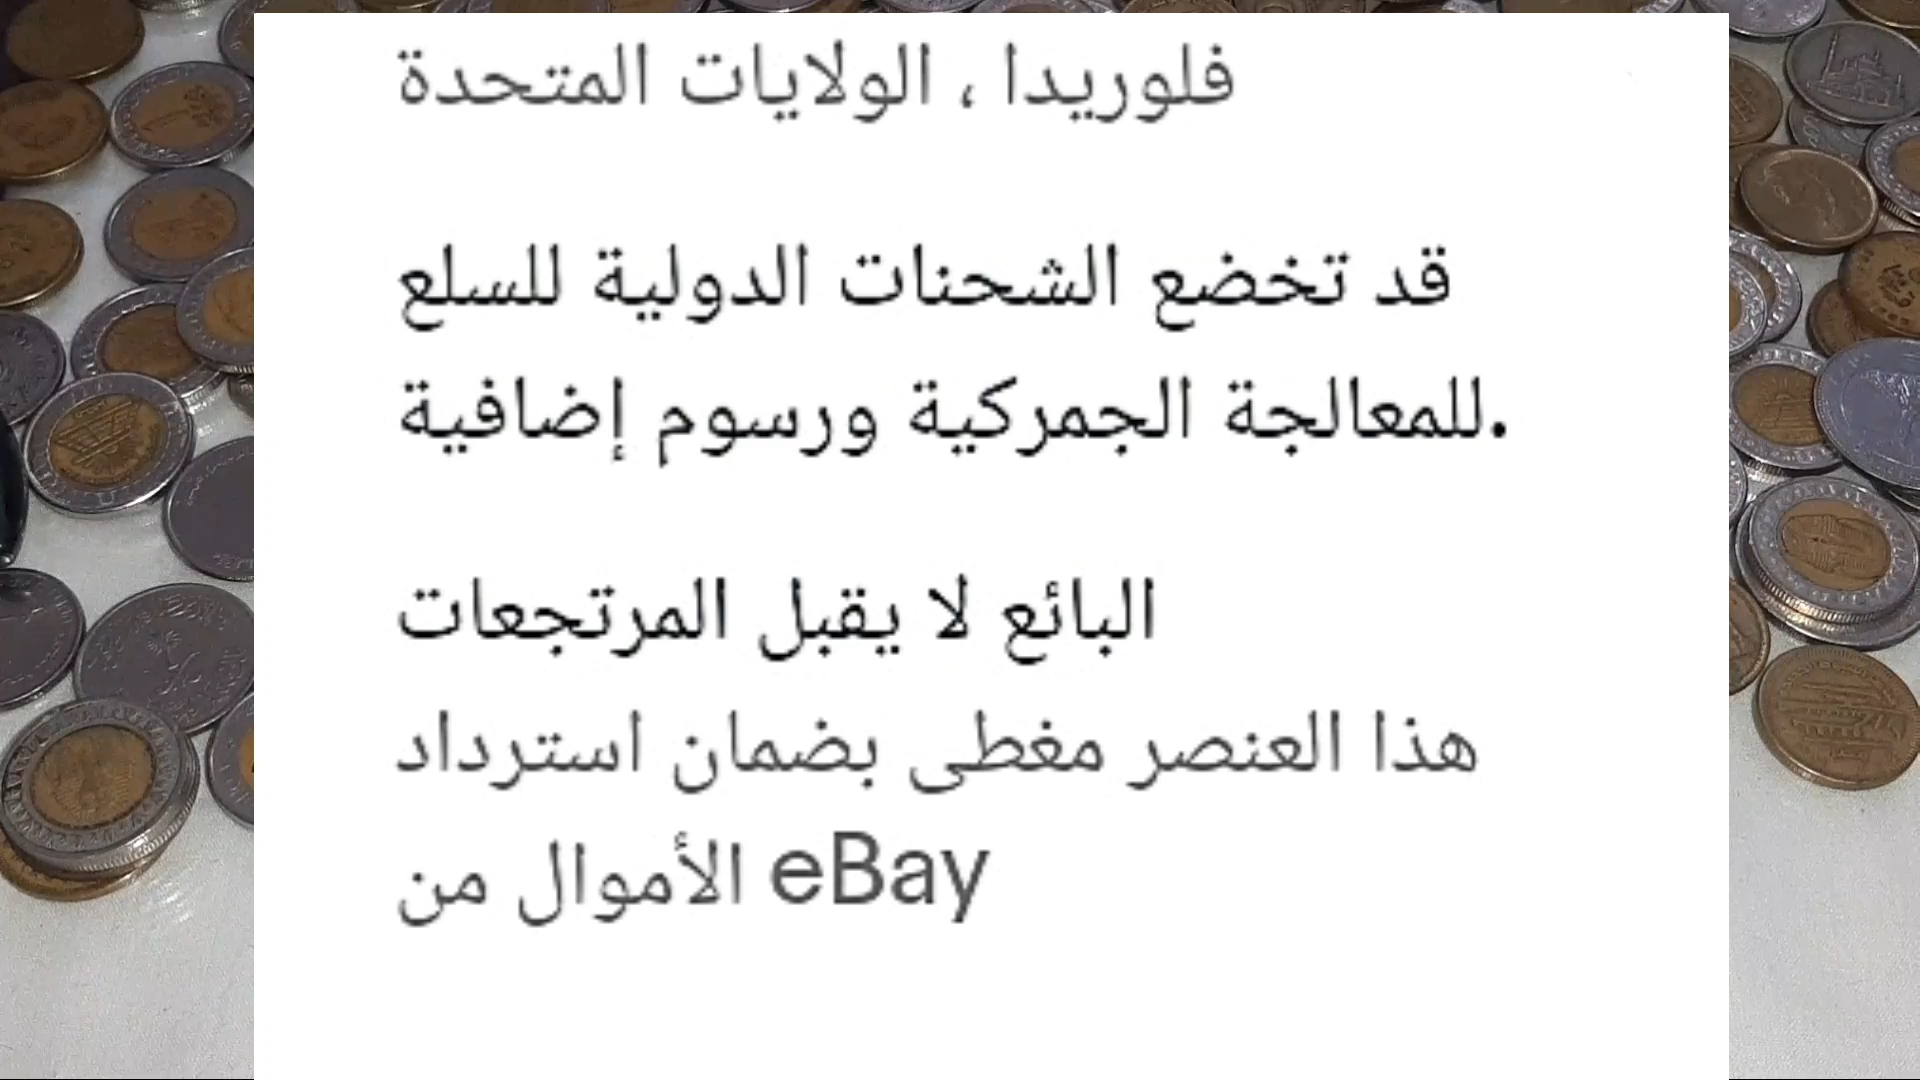 فلوريدا ، الولايات المتحدة
قد تخضع الشحنات الدولية للسلع
للمعالجة الجمركية ورسوم إضافية.
البائع لا يقبل المرتجعات
هذا العنصر مغطى بضمان استرداد
الأموال من eBay